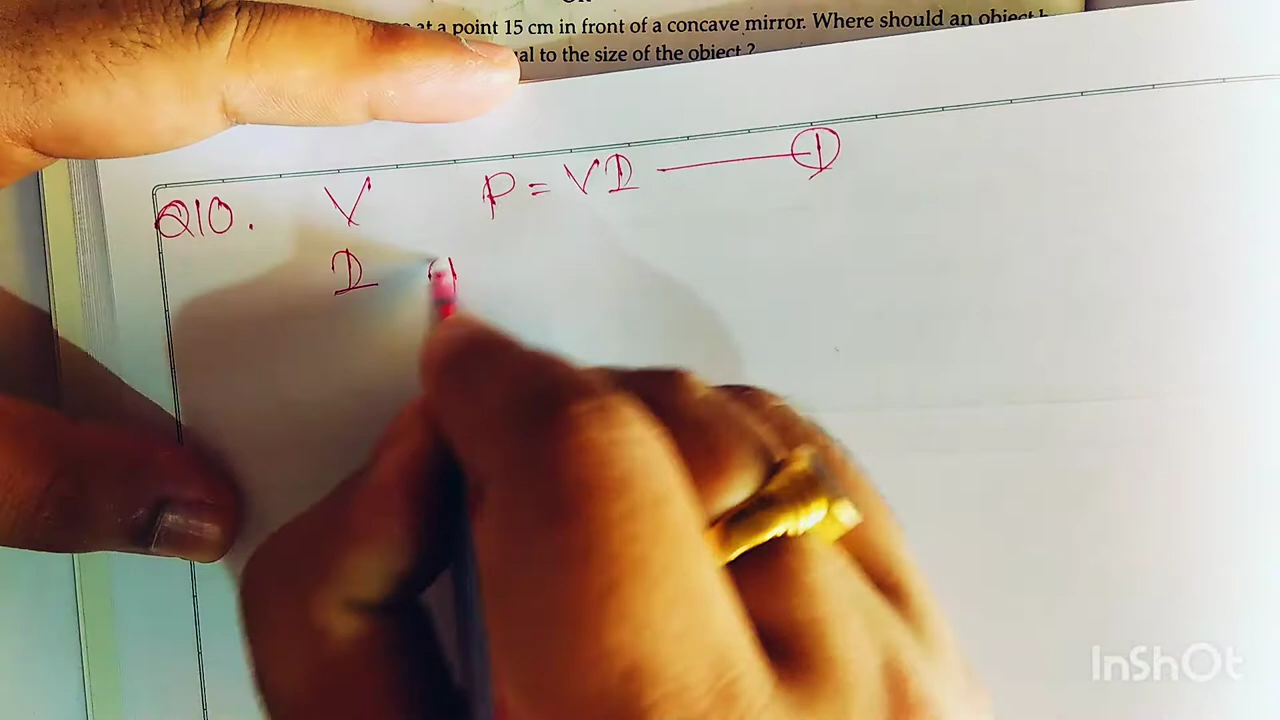 at a point 15 cm in front of a concave mirror. Where should an object
to the size of the object ?
Q10. V P = VI ①
I
InShOt